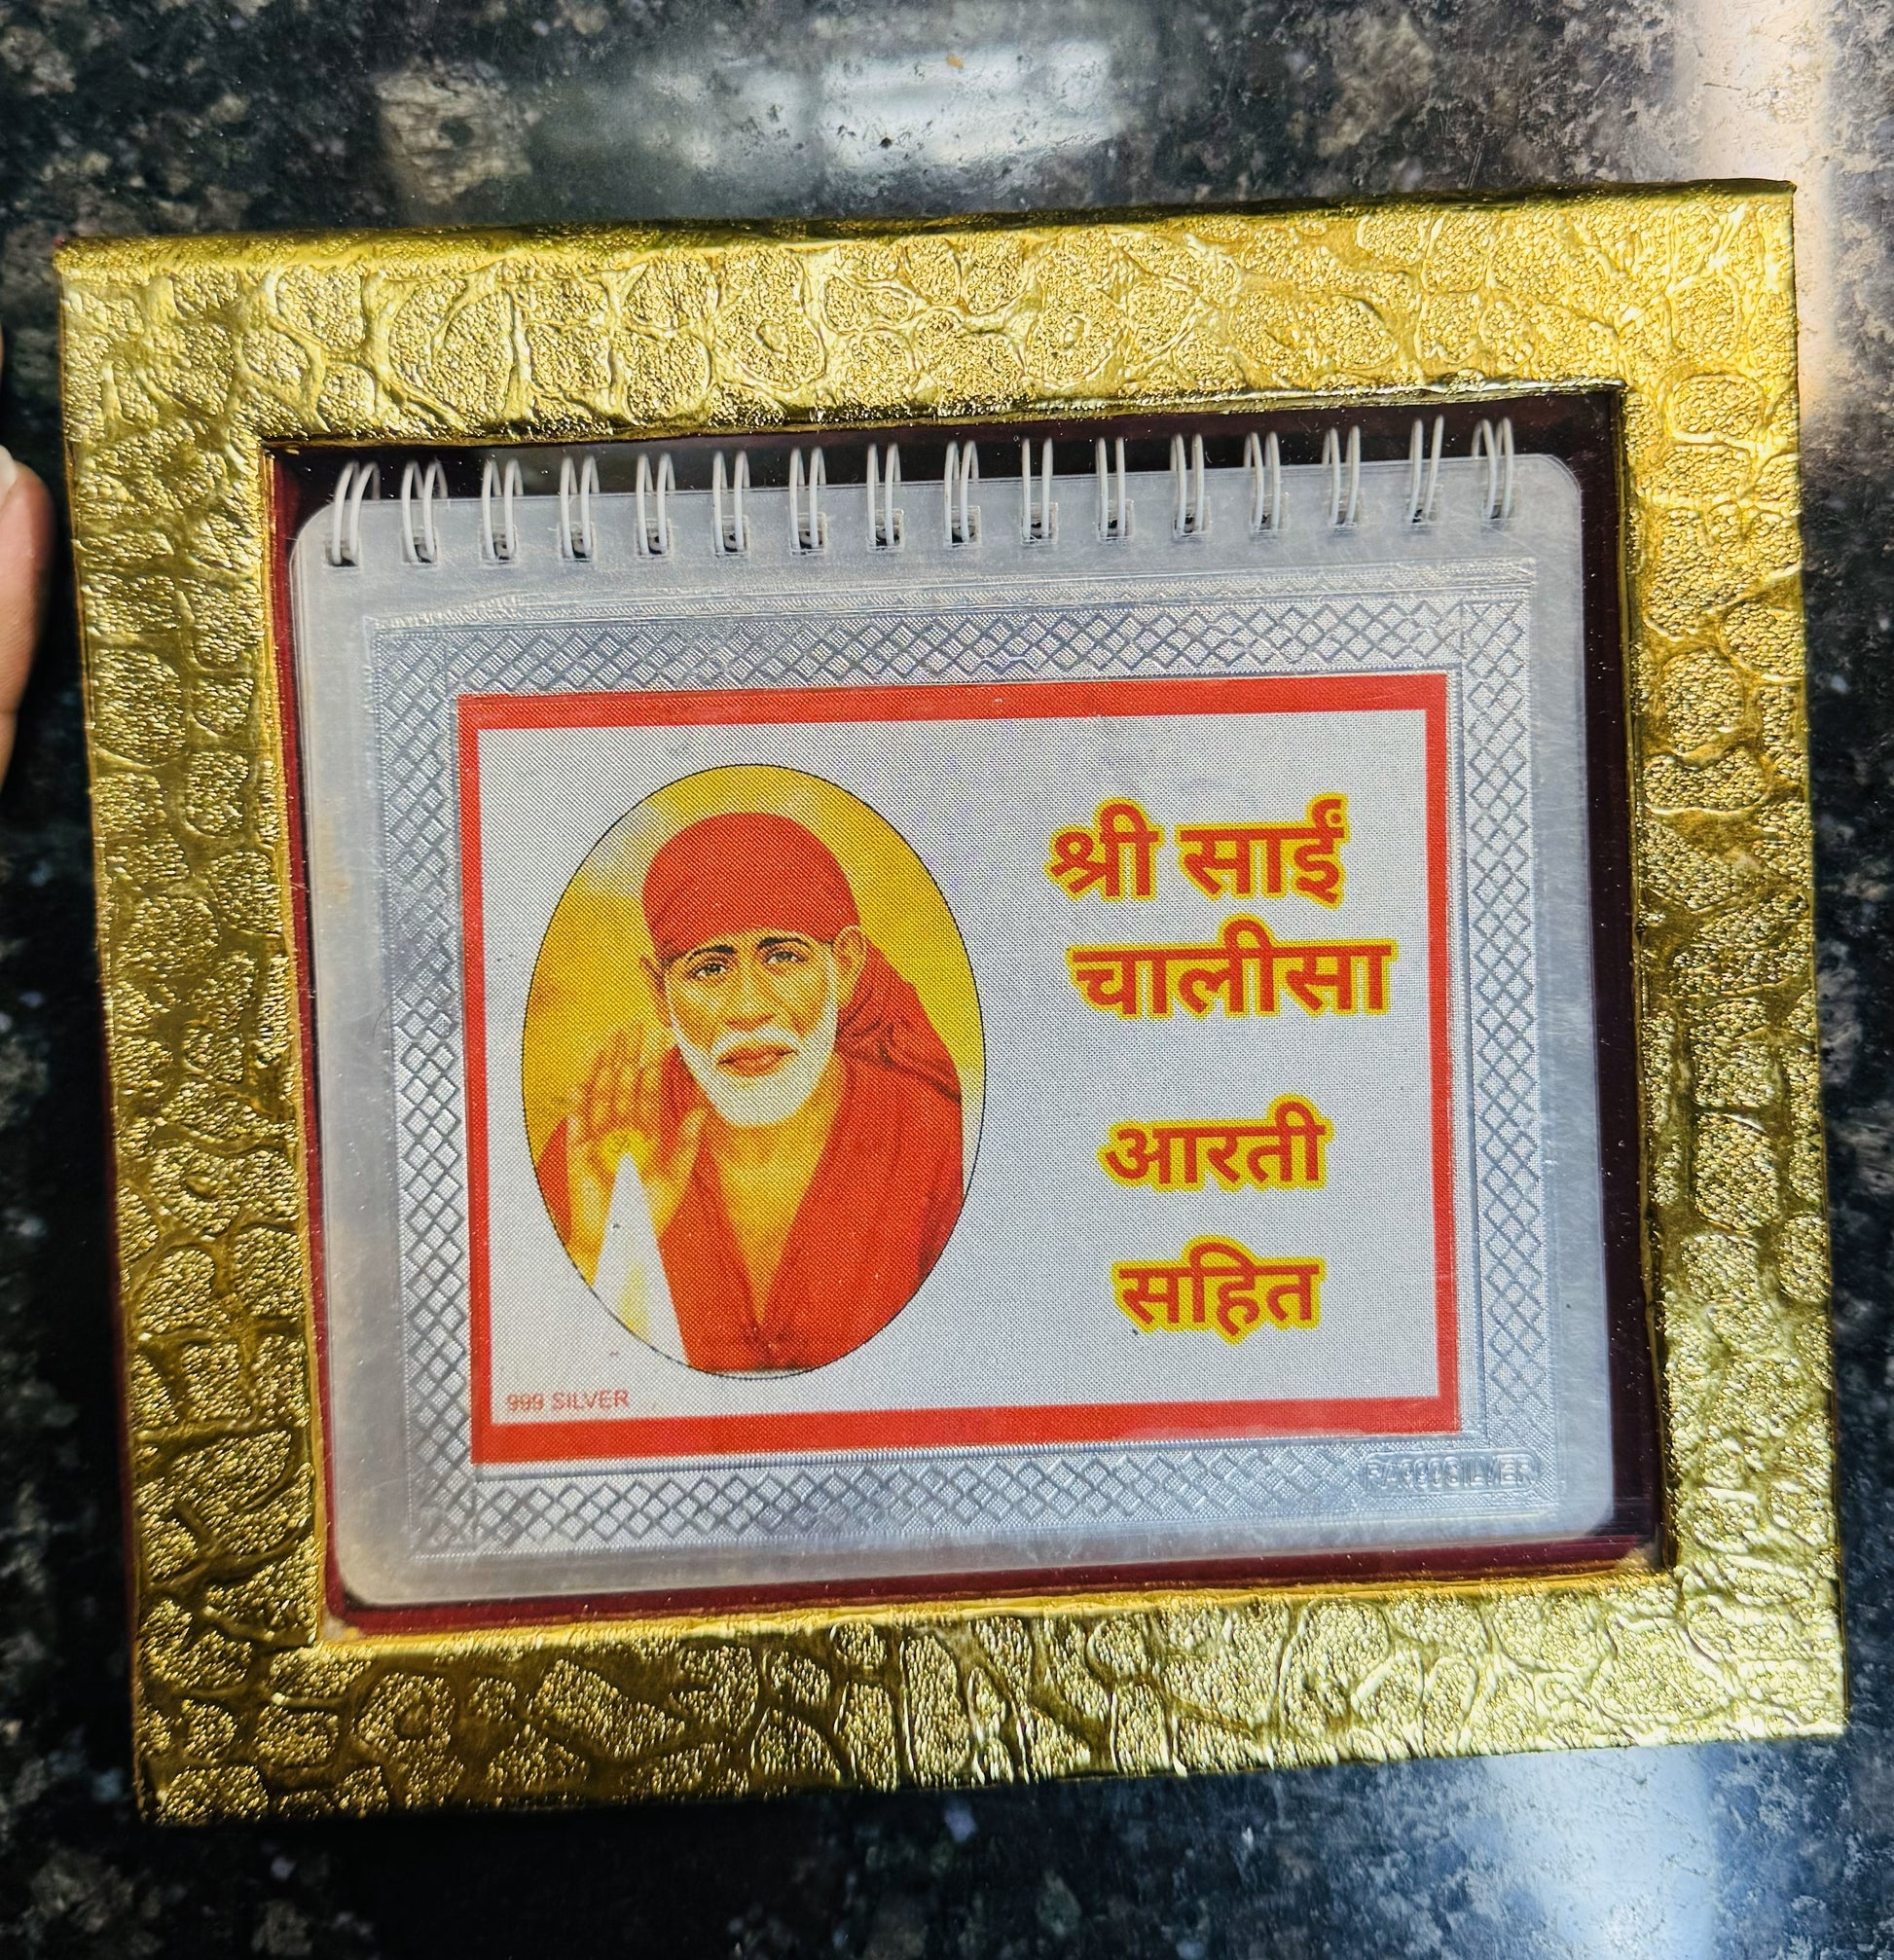 श्री साईं
चालीसा
आरती
सहित
999 SILVER